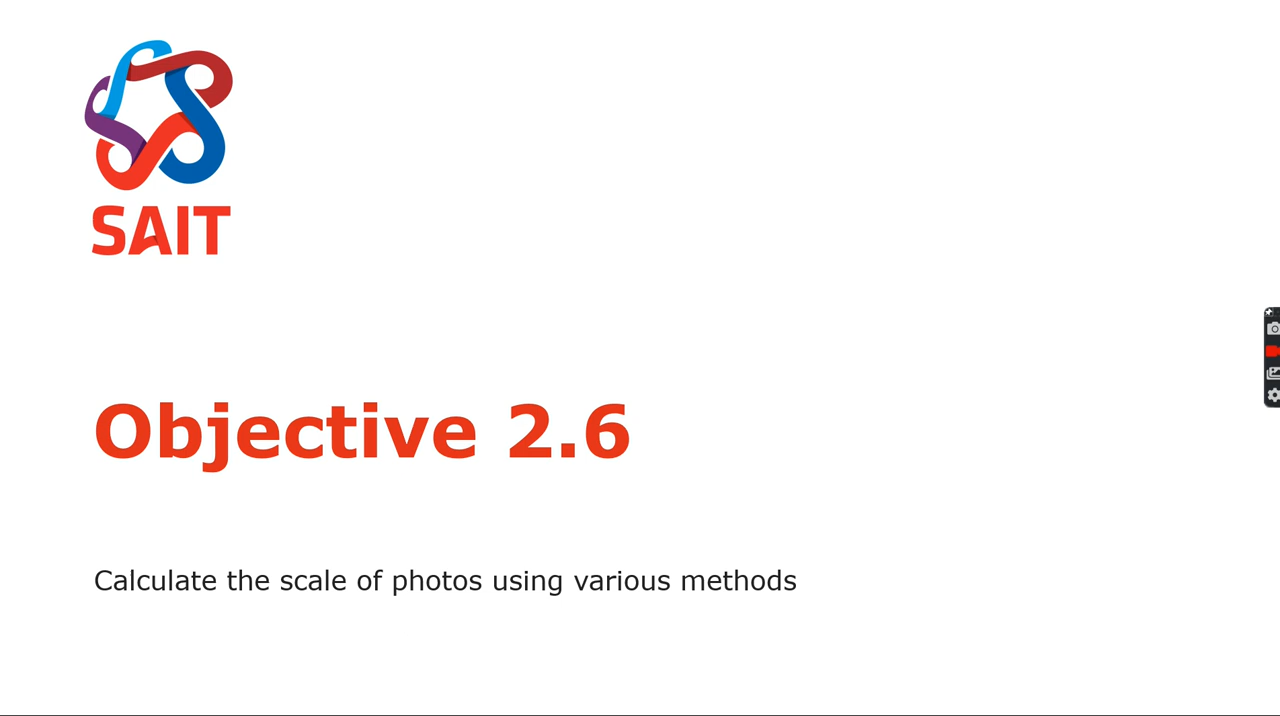 SAIT
Objective 2.6
Calculate the scale of photos using various methods